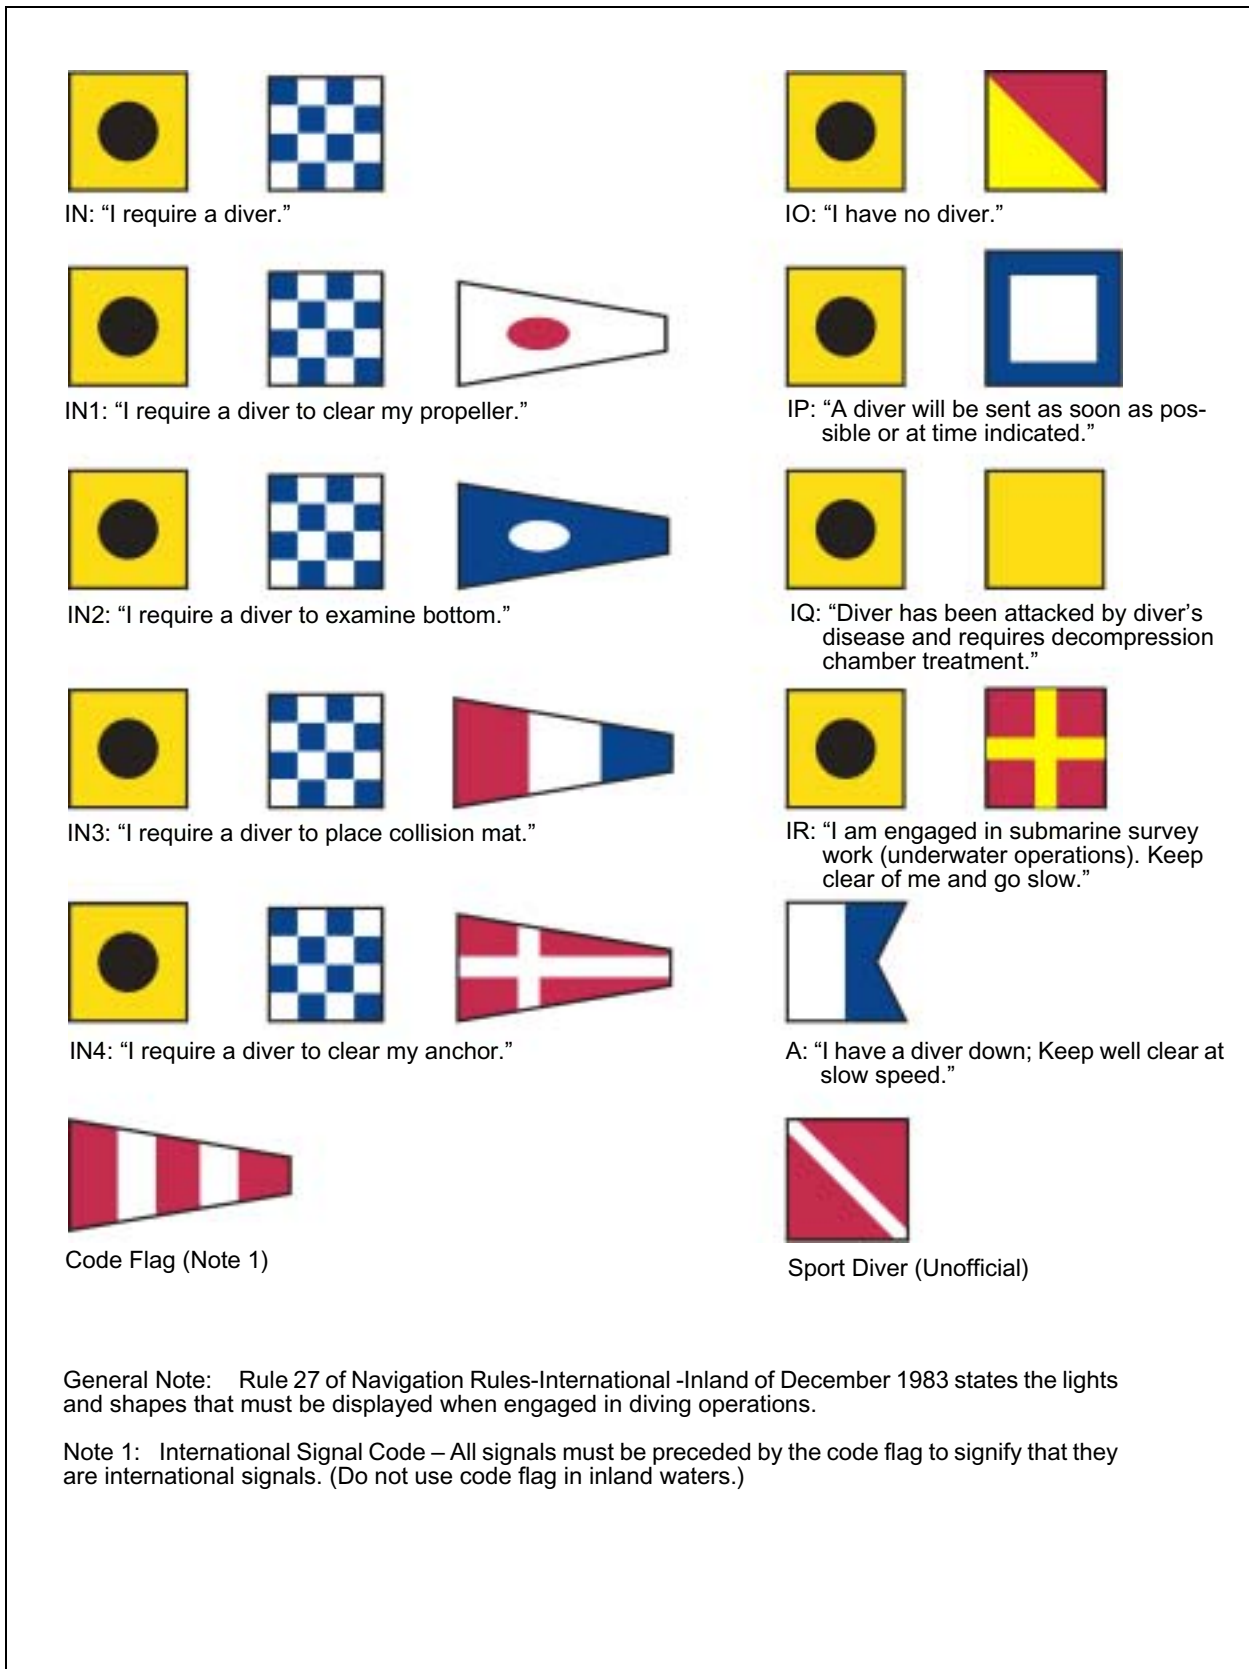 IN: “I require a diver.”
IO: “I have no diver.”
IN1: “I require a diver to clear my propeller.”
IP: “A diver will be sent as soon as pos-
sible or at time indicated.”
IN2: “I require a diver to examine bottom.”
IQ: “Diver has been attacked by diver’s
disease and requires decompression
chamber treatment.”
IN3: “I require a diver to place collision mat.”
IR: “I am engaged in submarine survey
work (underwater operations). Keep
clear of me and go slow.”
IN4: “I require a diver to clear my anchor.”
A: “I have a diver down; Keep well clear at
slow speed.”
Code Flag (Note 1)
Sport Diver (Unofficial)
General Note: Rule 27 of Navigation Rules-International -Inland of December 1983 states the lights
and shapes that must be displayed when engaged in diving operations.
Note 1: International Signal Code – All signals must be preceded by the code flag to signify that they
are international signals. (Do not use code flag in inland waters.)